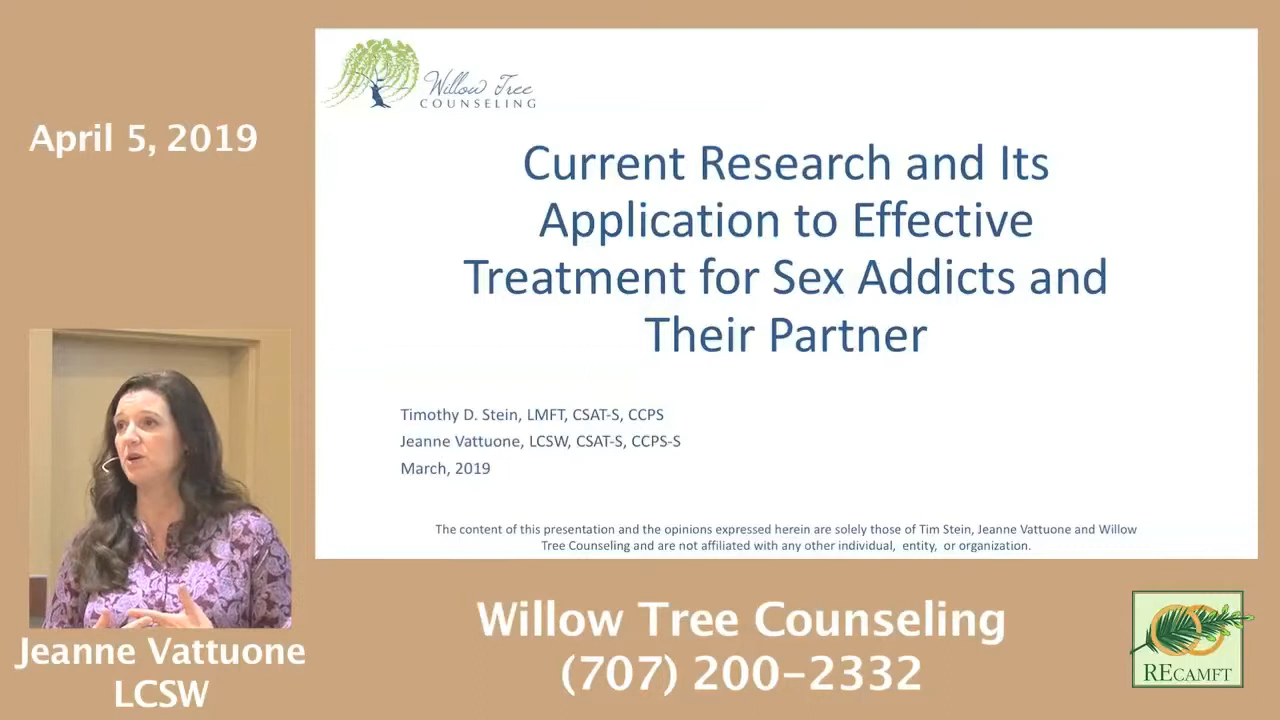 April 5, 2019
Willow Tree
COUNSELING
Current Research and Its
Application to Effective
Treatment for Sex Addicts and
Their Partner
Timothy D. Stein, LMFT, CSAT-S, CCPS
Jeanne Vattuone, LCSW, CSAT-S, CCPS-S
March, 2019
The content of this presentation and the opinions expressed herein are solely those of Tim Stein, Jeanne Vattuone and Willow
Tree Counseling and are not affiliated with any other individual, entity, or organization.
Jeanne Vattuone
LCSW
Willow Tree Counseling
(707) 200-2332
RECAMFT